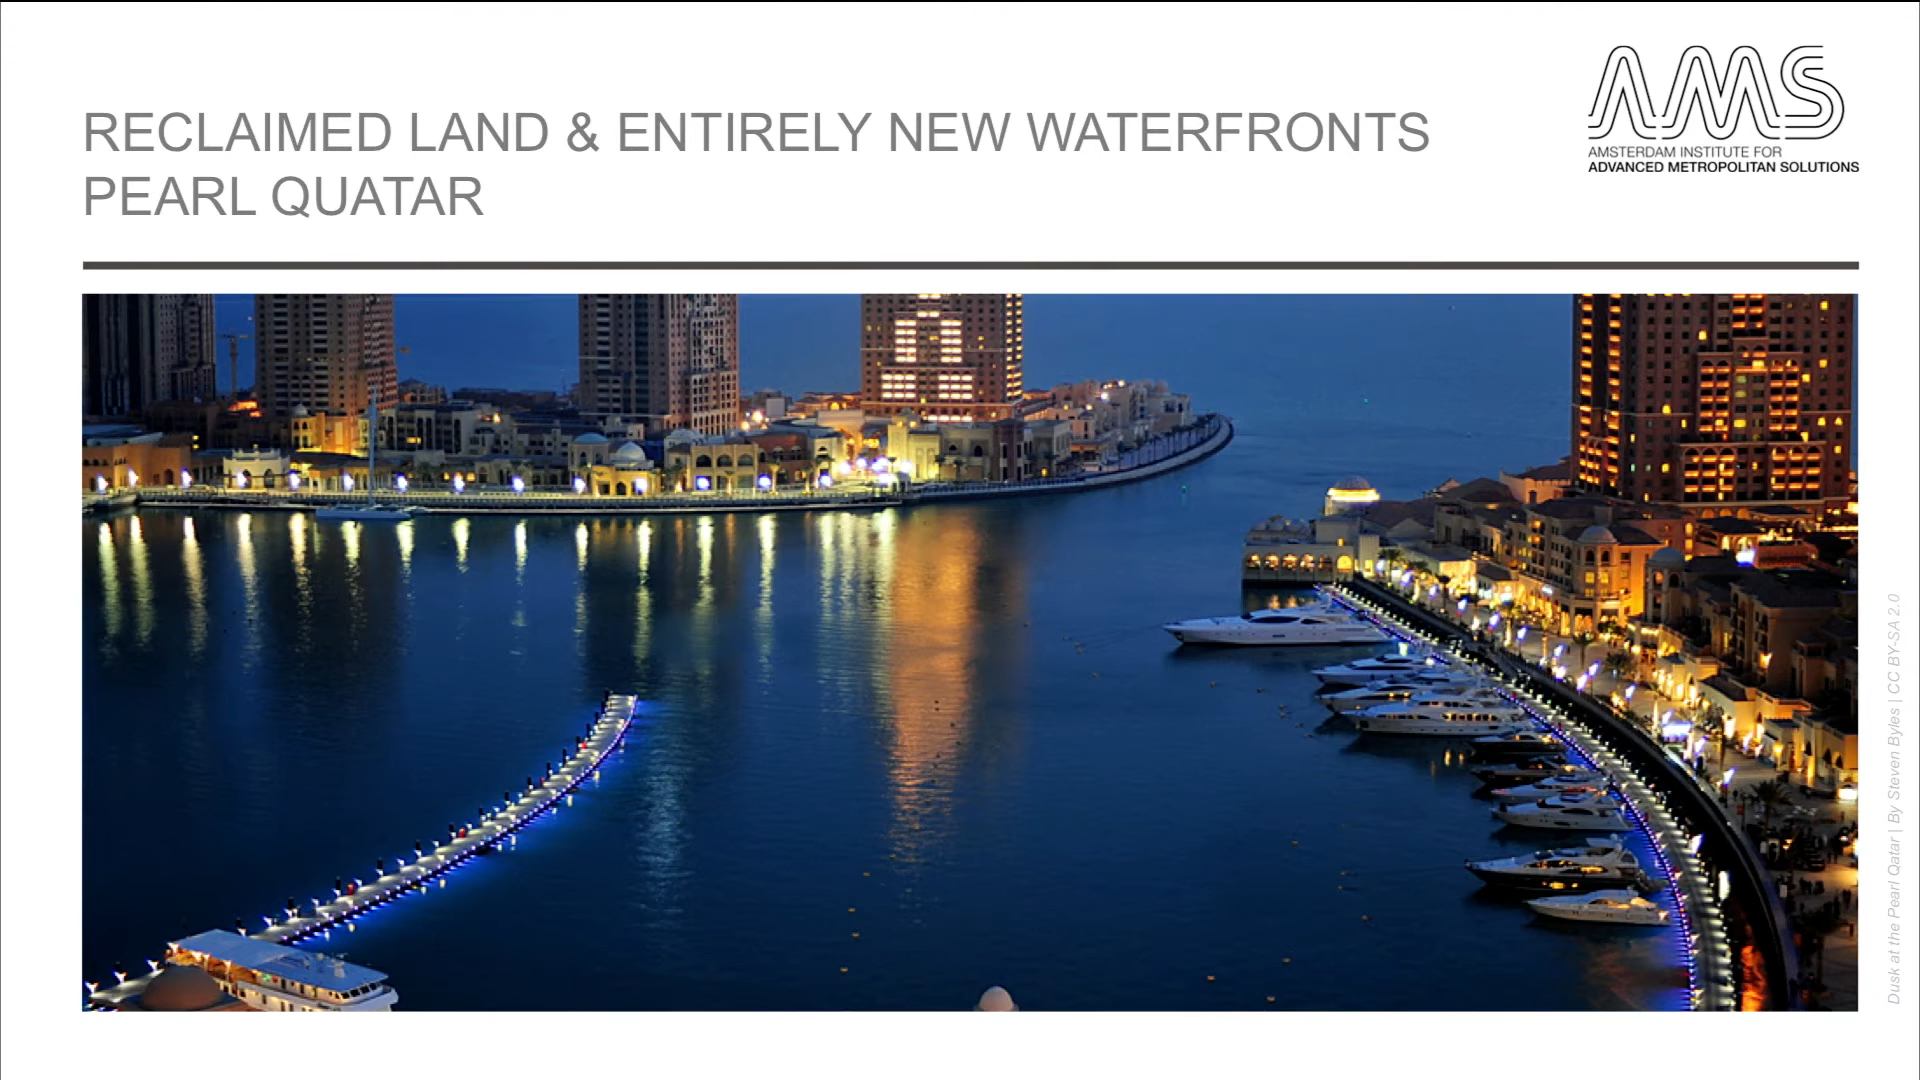 RECLAIMED LAND & ENTIRELY NEW WATERFRONTS
PEARL QUATAR
AMS
AMSTERDAM INSTITUTE FOR
ADVANCED METROPOLITAN SOLUTIONS
Dusk at the Pearl Qatar | By Steven Byles | CC BY-SA 2.0